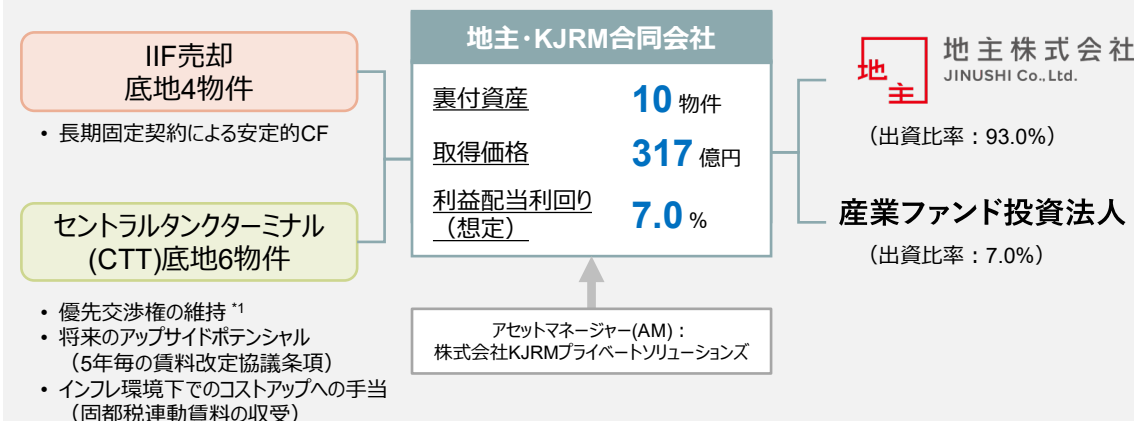 IIF売却
底地4物件
• 長期固定契約による安定的CF
セントラルタンクターミナル
(CTT)底地6物件
• 優先交渉権の維持 *1
• 将来のアップサイドポテンシャル
（5年毎の賃料改定協議条項）
• インフレ環境下でのコストアップへの手当
（固都税連動賃料の収受）
地主・KJRM合同会社
裏付資産 10 物件
取得価格 317 億円
利益配当利回り
（想定） 7.0 %
アセットマネージャー(AM)：
株式会社KJRMプライベートソリューションズ
地主
地主株式会社
JINUSHI Co.,Ltd.
（出資比率：93.0%）
産業ファンド投資法人
（出資比率：7.0%）